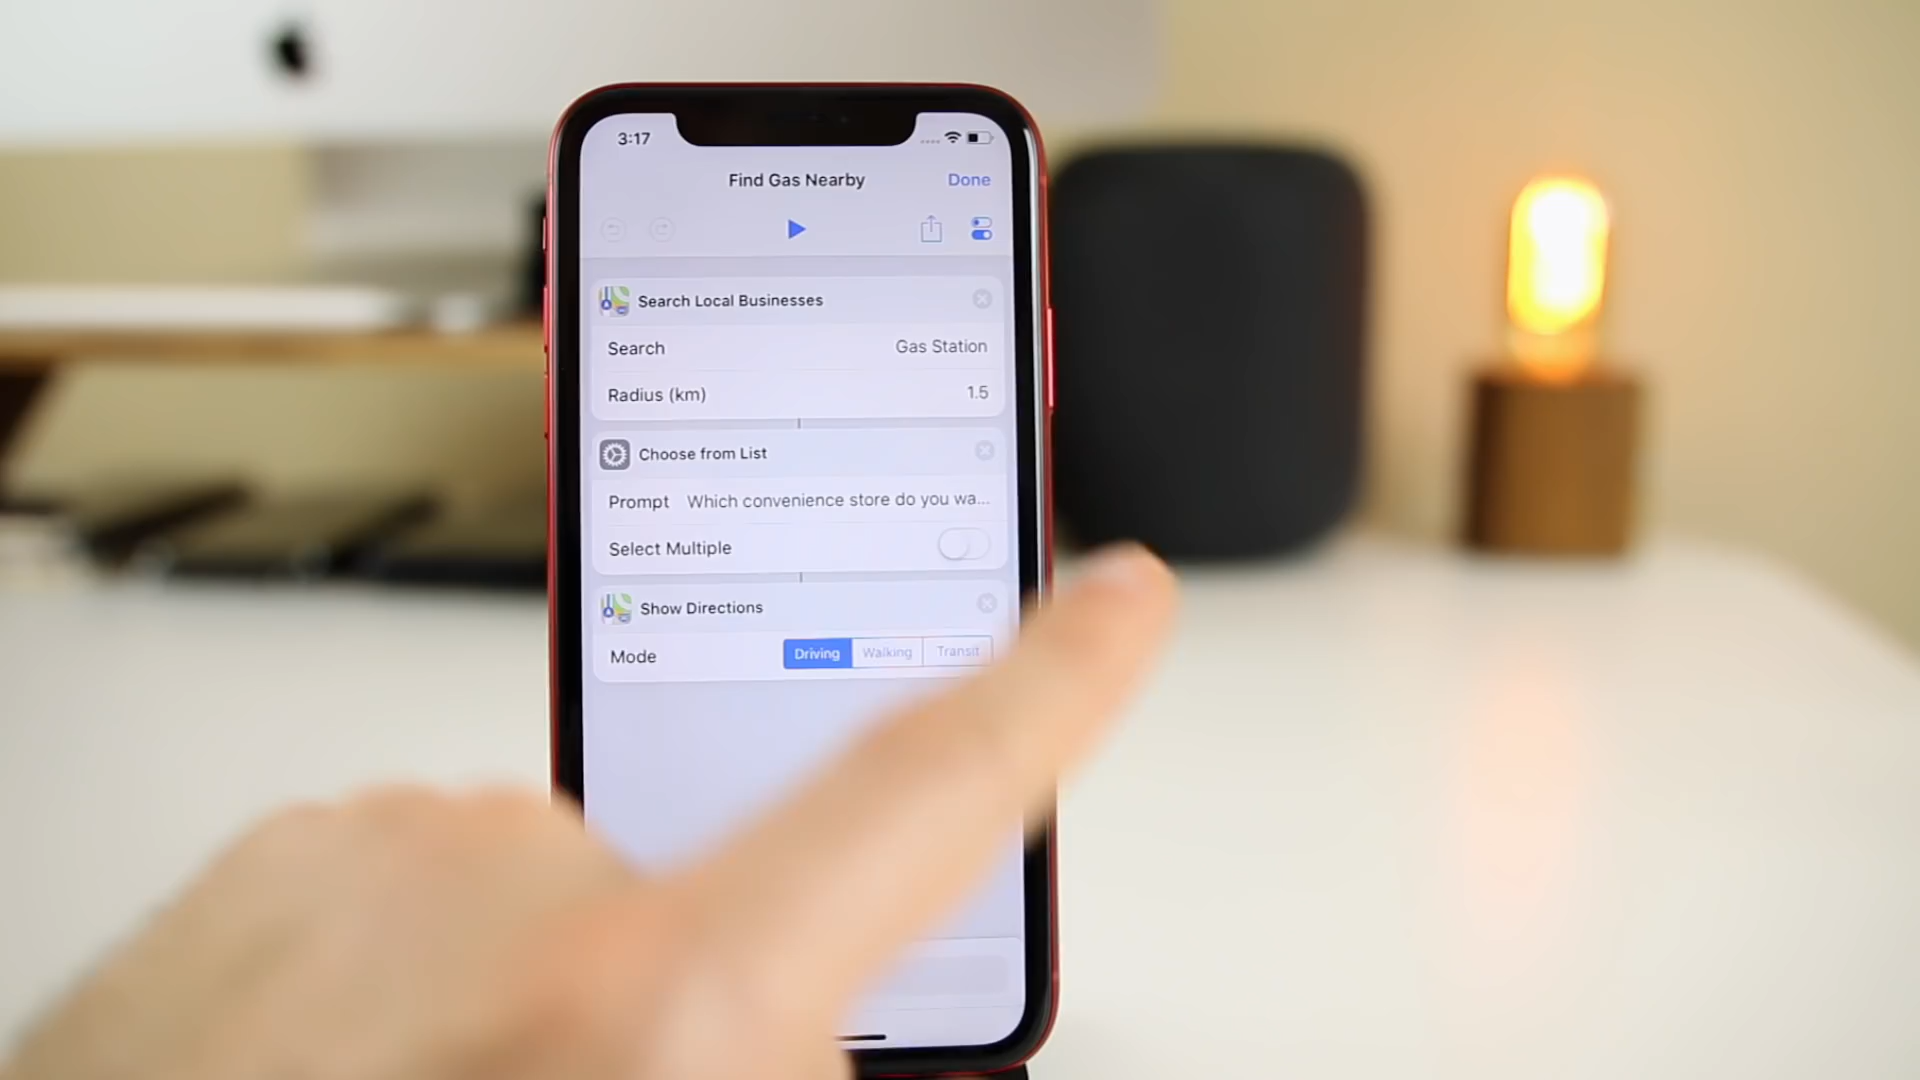 3:17
Find Gas Nearby
Done
Search Local Businesses
Search Gas Station
Radius (km) 1.5
Choose from List
Prompt Which convenience store do you wa...
Select Multiple
Show Directions
Mode Driving Walking Transit